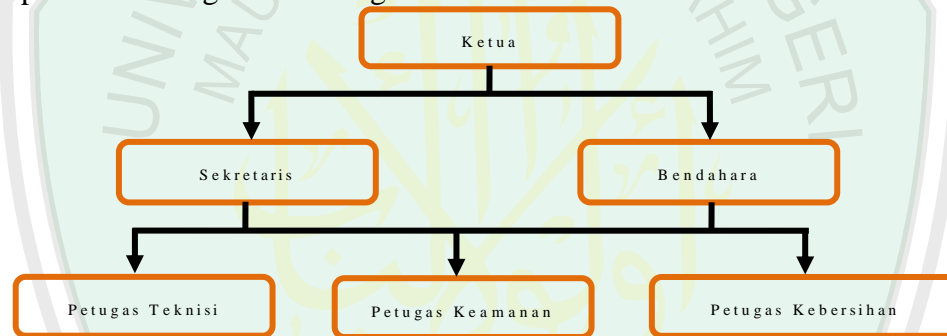 Ketua
Sekretaris
Bendahara
Petugas Teknisi
Petugas Keamanan
Petugas Kebersihan